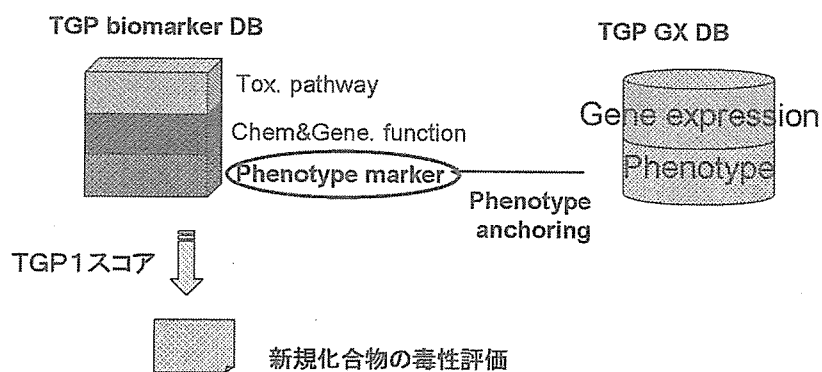 TGP biomarker DB
TGP GX DB
Tox. pathway
Chem&Gene. function
Phenotype marker
Gene expression
Phenotype
Phenotype
anchoring
TGP1スコア
新規化合物の毒性評価